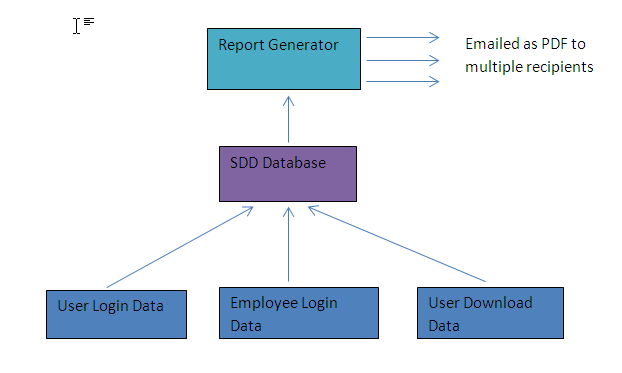 Report Generator
Emailed as PDF to
multiple recipients
SDD Database
User Login Data
Employee Login
Data
User Download
Data